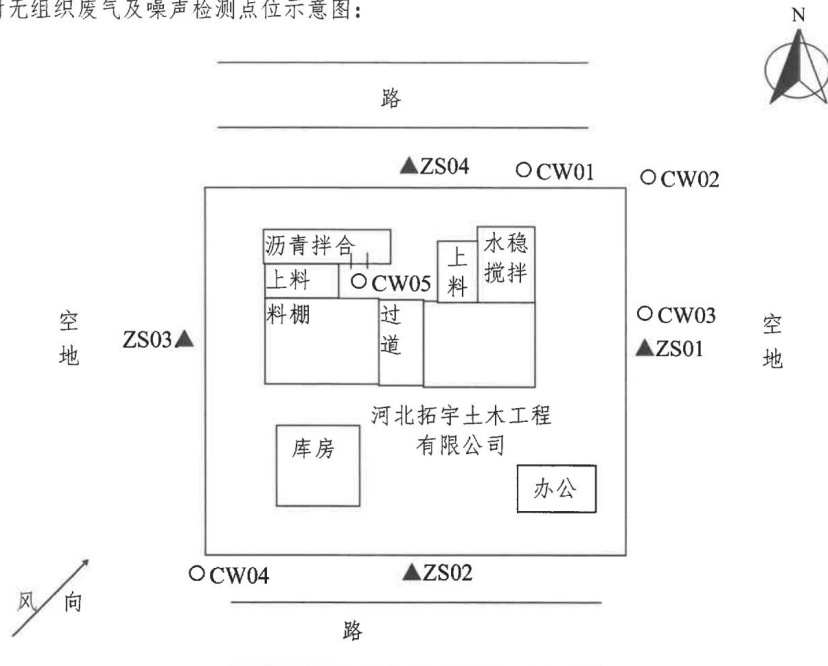 无组织废气及噪声检测点位示意图：
N
路
ZS04
CW01
CW02
沥青拌合
上料
CW05
上料
水稳搅拌
料棚
过道
空地
ZS03
CW03
ZS01
空地
河北拓宇土木工程
有限公司
库房
办公
CW04
ZS02
风向
路